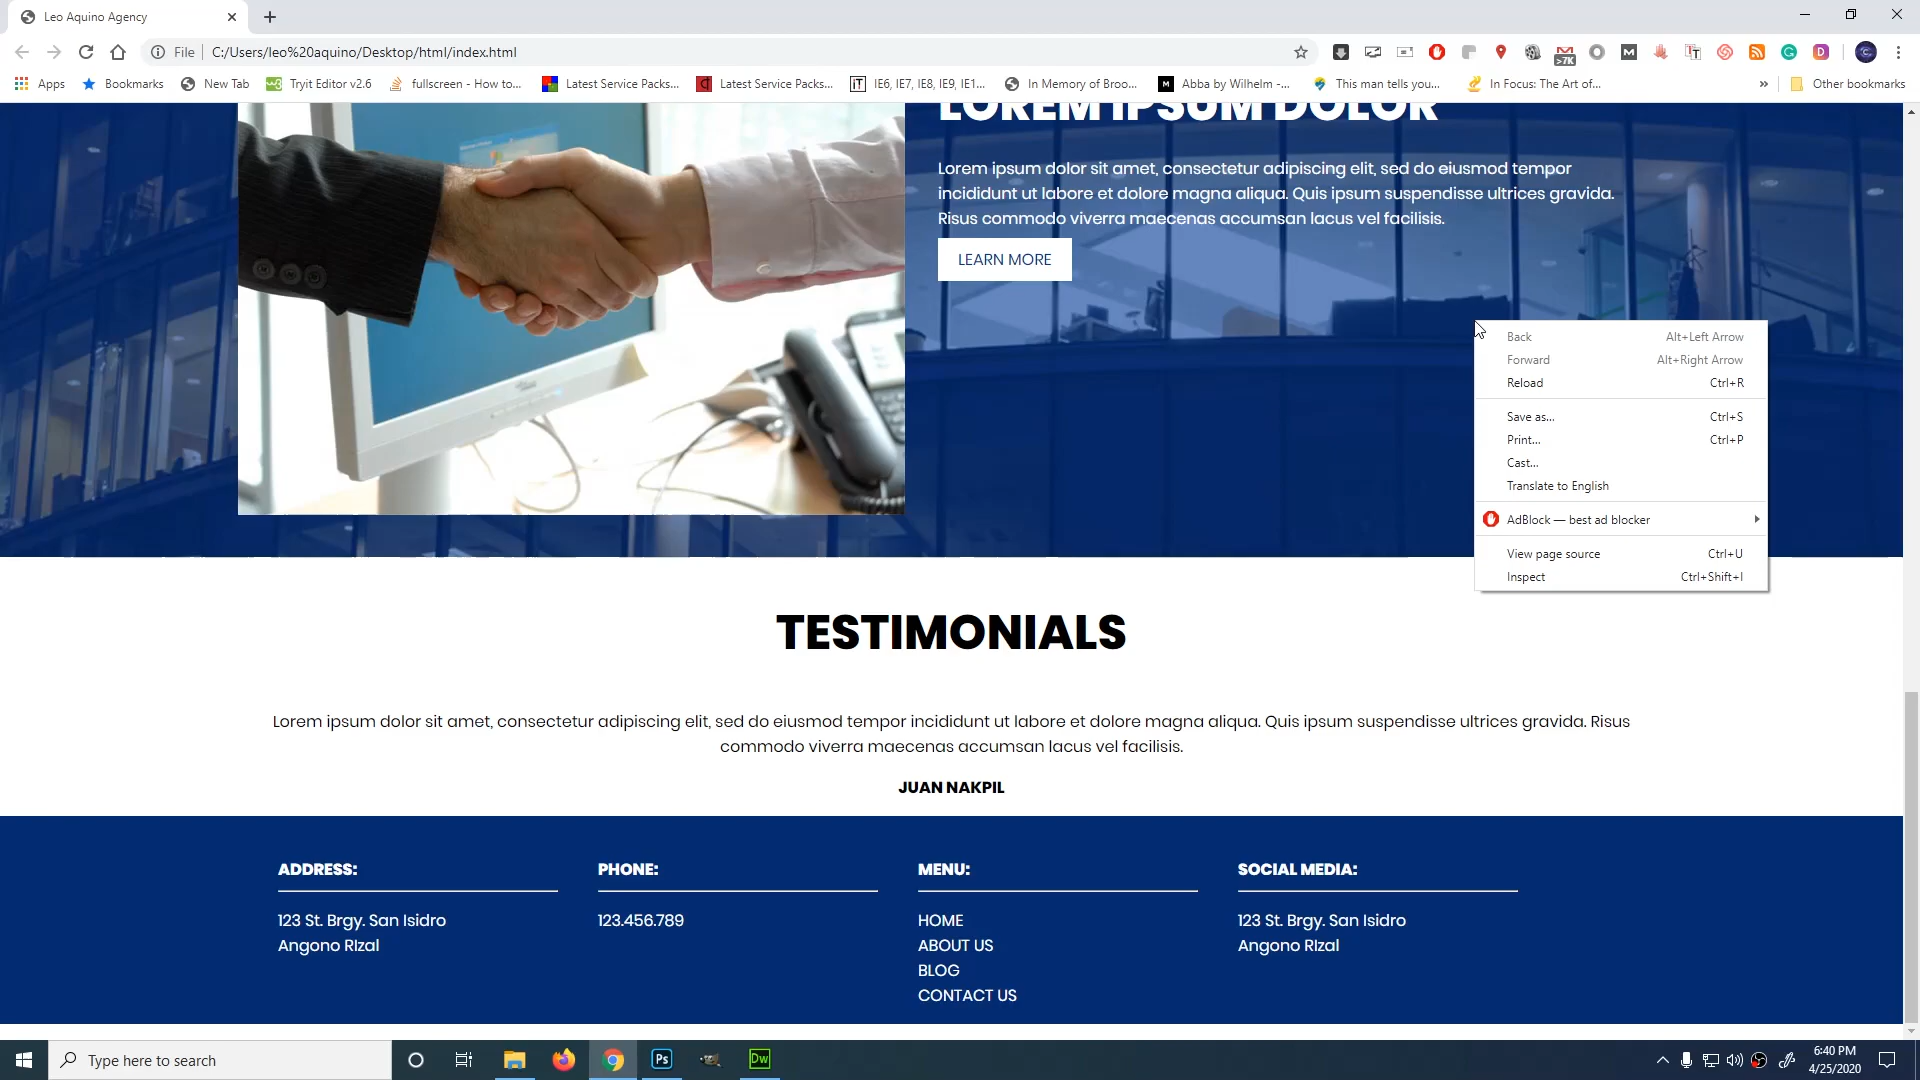 Leo Aquino Agency
File
C:/Users/leo%20aquino/Desktop/html/index.html
>7K
Apps
Bookmarks
New Tab
Tryit Editor v2.6
fullscreen - How to...
Latest Service Packs...
Latest Service Packs...
IE6, IE7, IE8, IE9, IE1...
In Memory of Broo...
Abba by Wilhelm -...
This man tells you...
In Focus: The Art of...
»
Other bookmarks
LOREM IPSUM DOLOR
Lorem ipsum dolor sit amet, consectetur adipiscing elit, sed do eiusmod tempor
incididunt ut labore et dolore magna aliqua. Quis ipsum suspendisse ultrices gravida.
Risus commodo viverra maecenas accumsan lacus vel facilisis.
LEARN MORE
Back Alt+Left Arrow
Forward Alt+Right Arrow
Reload Ctrl+R
Save as... Ctrl+S
Print... Ctrl+P
Cast...
Translate to English
AdBlock — best ad blocker
View page source Ctrl+U
Inspect Ctrl+Shift+I
TESTIMONIALS
Lorem ipsum dolor sit amet, consectetur adipiscing elit, sed do eiusmod tempor incididunt ut labore et dolore magna aliqua. Quis ipsum suspendisse ultrices gravida. Risus
commodo viverra maecenas accumsan lacus vel facilisis.
JUAN NAKPIL
ADDRESS:
123 St. Brgy. San Isidro
Angono RIzal
PHONE:
123.456.789
MENU:
HOME
ABOUT US
BLOG
CONTACT US
SOCIAL MEDIA:
123 St. Brgy. San Isidro
Angono RIzal
Type here to search
Ps
Dw
6:40 PM
4/25/2020